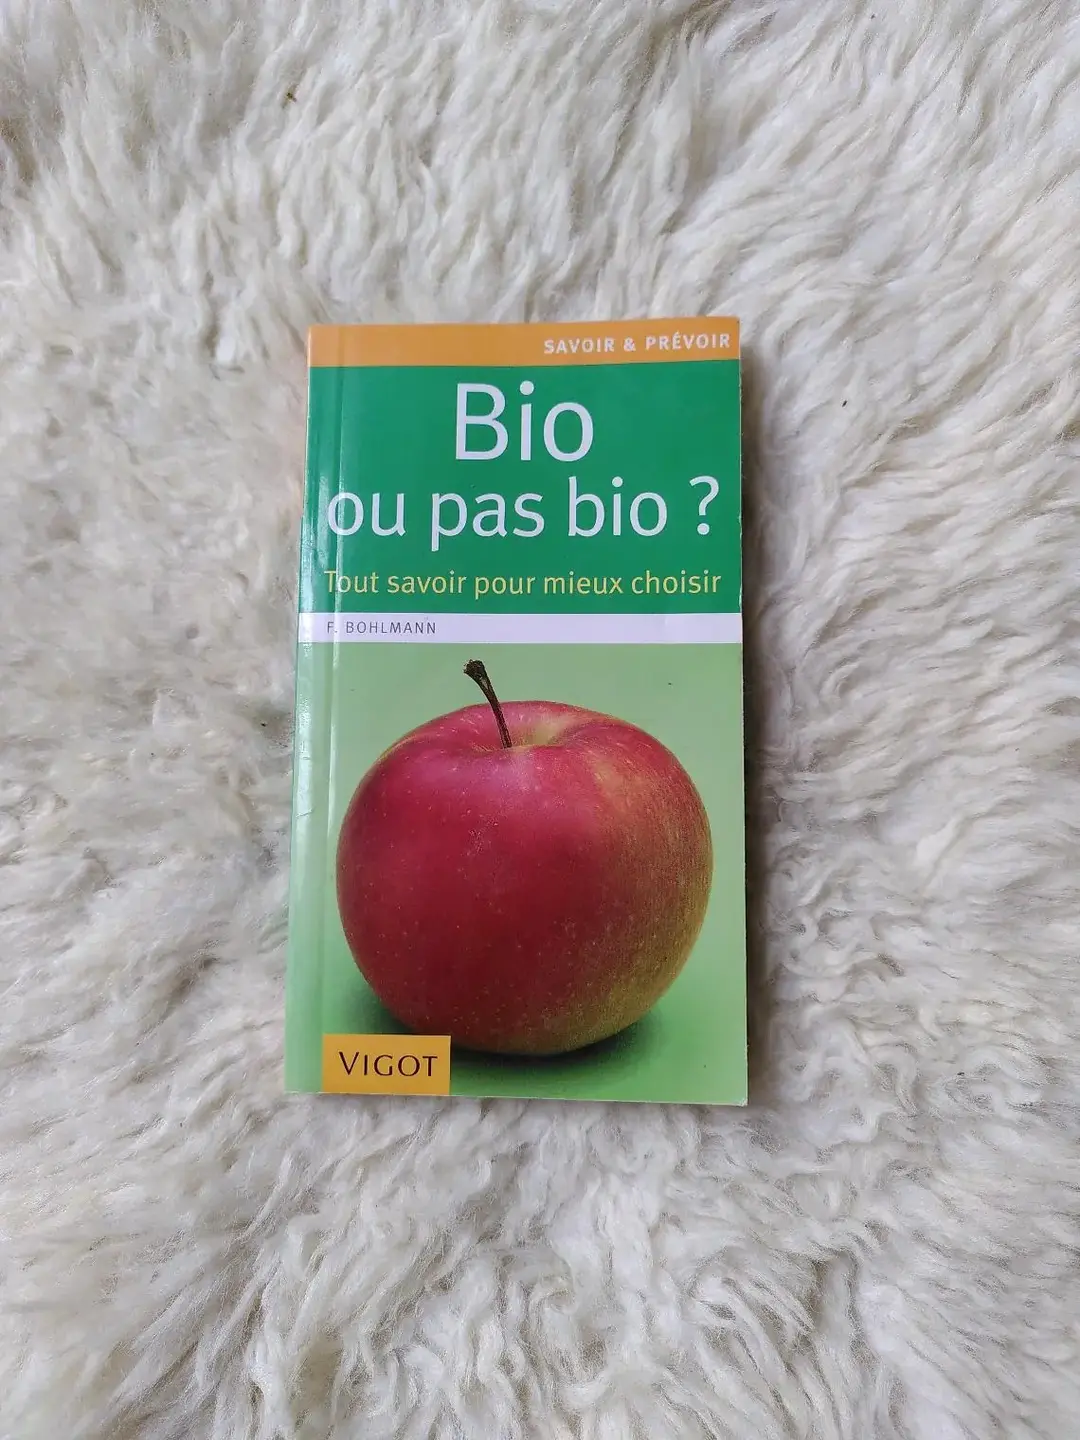 SAVOIR & PRÉVOIR
Bio
ou pas bio ?
Tout savoir pour mieux choisir
F. BOHLMANN
VIGOT